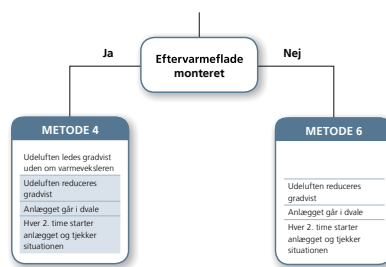 Ja
Eftervarmeflade
monteret
Nej
METODE 4
Udeluften ledes gradvist
uden om varmeveksleren
Udeluften reduceres
gradvist
Anlægget går i dvale
Hver 2. time starter
anlægget og tjekker
situationen
METODE 6
Udeluften reduceres
gradvist
Anlægget går i dvale
Hver 2. time starter
anlægget og tjekker
situationen